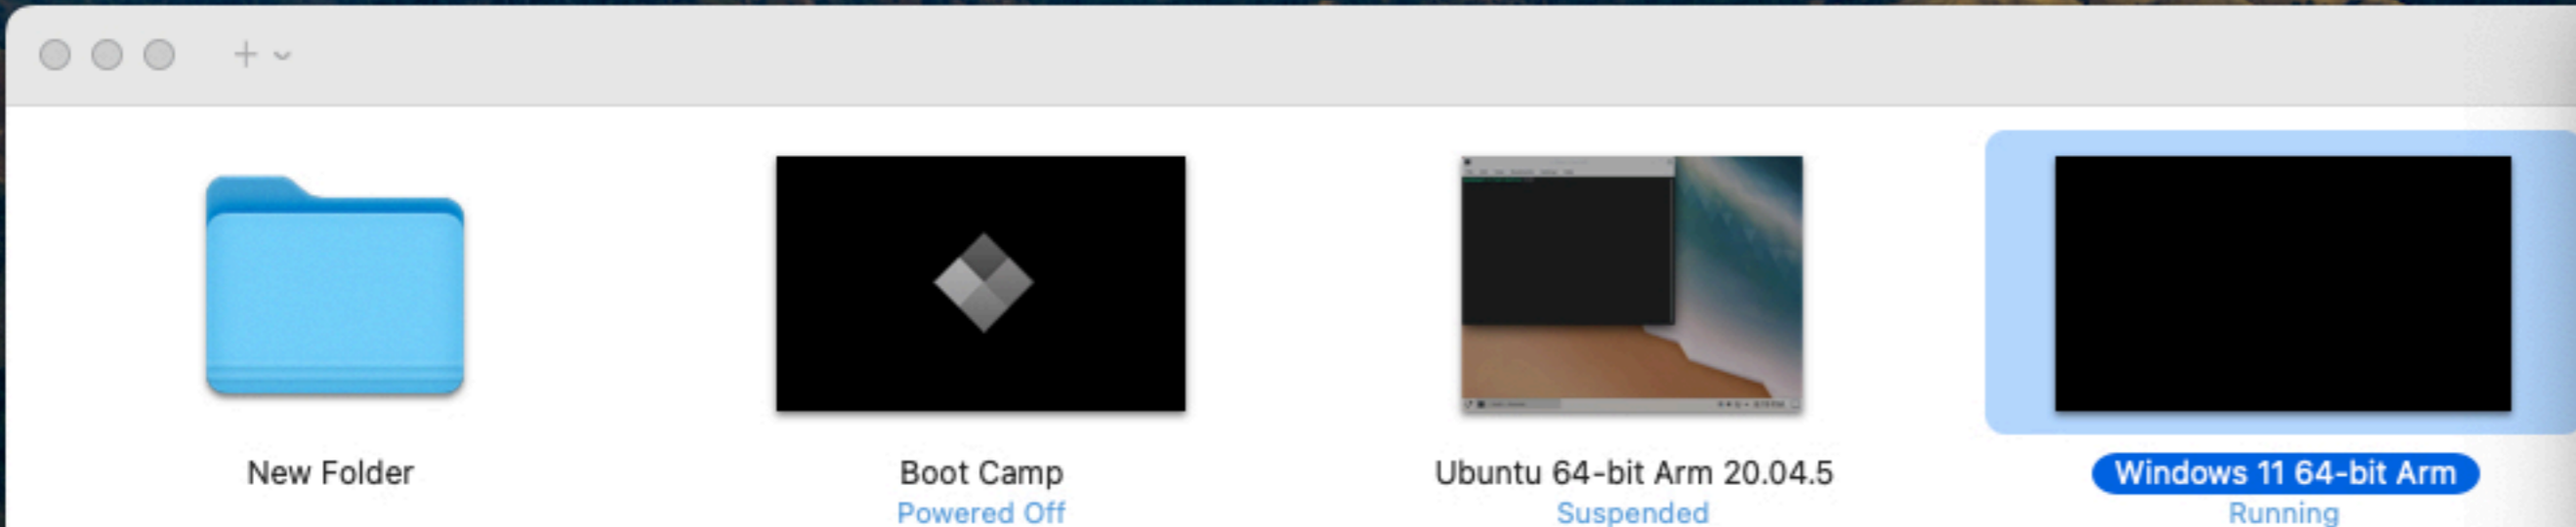 New Folder
Boot Camp
Powered Off
Ubuntu 64-bit Arm 20.04.5
Suspended
Windows 11 64-bit Arm
Running